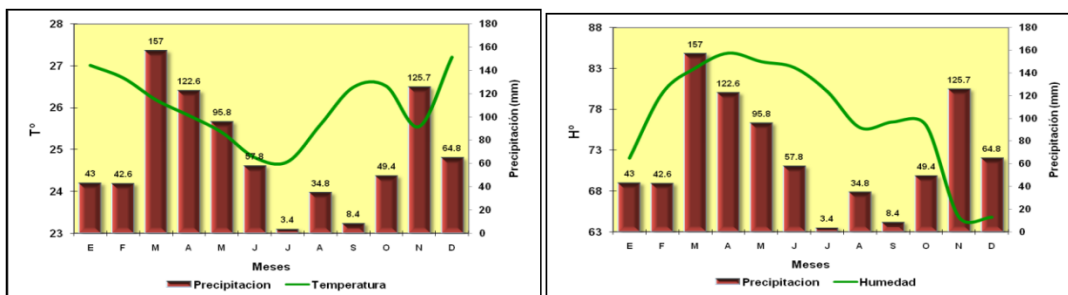 28
27
26
25
24
23
T°
180
160
140
120
100
80
60
40
20
0
Precipitación (mm)
43 42.6 157 122.6 95.8 57.8 3.4 34.8 8.4 49.4 125.7 64.8
E F M A M J J A S O N D
Meses
Precipitacion Temperatura
88
83
78
73
68
63
H°
180
160
140
120
100
80
60
40
20
0
Precipitación (mm)
43 42.6 157 122.6 95.8 57.8 3.4 34.8 8.4 49.4 125.7 64.8
E F M A M J J A S O N D
Meses
Precipitacion Humedad